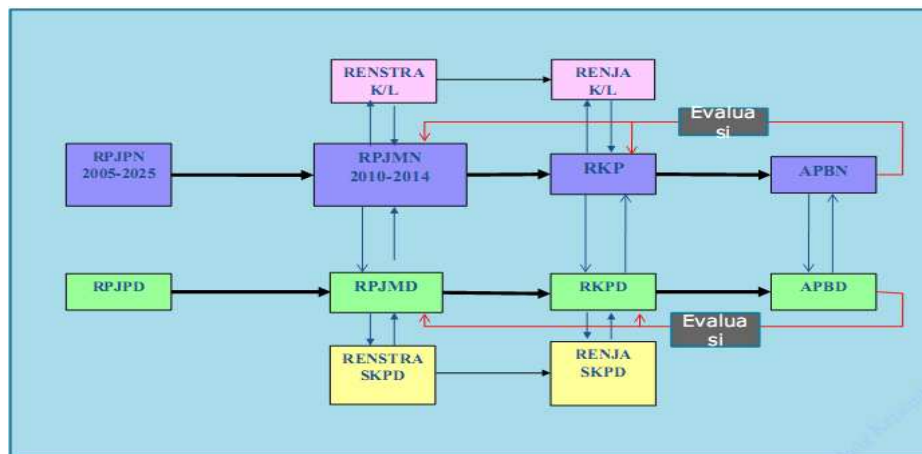 RENSTRA
K/L
RENJA
K/L
Evalua
si
RPJPN
2005-2025
RPJMN
2010-2014
RKP
APBN
RPJPD
RPJMD
RKPD
APBD
Evalua
si
RENSTRA
SKPD
RENJA
SKPD